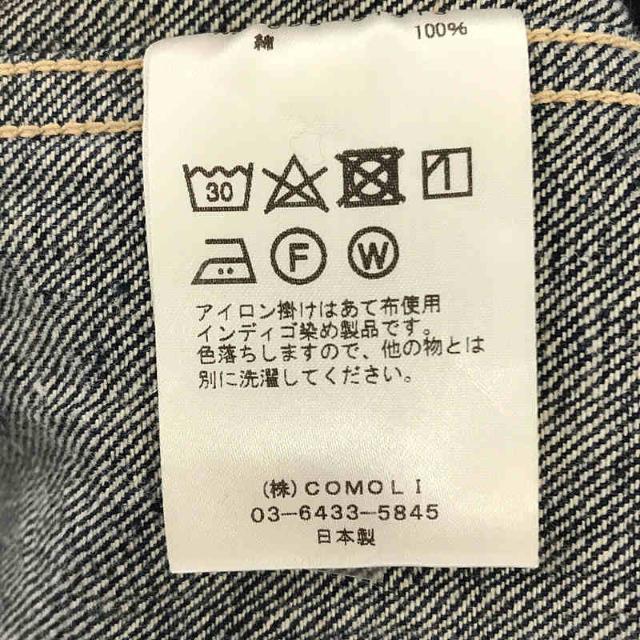 綿 100%
30
F W
アイロン掛けはあて布使用
インディゴ染め製品です。
色落ちしますので、他の物とは
別に洗濯してください。
(株)COMOLI
03-6433-5845
日本製